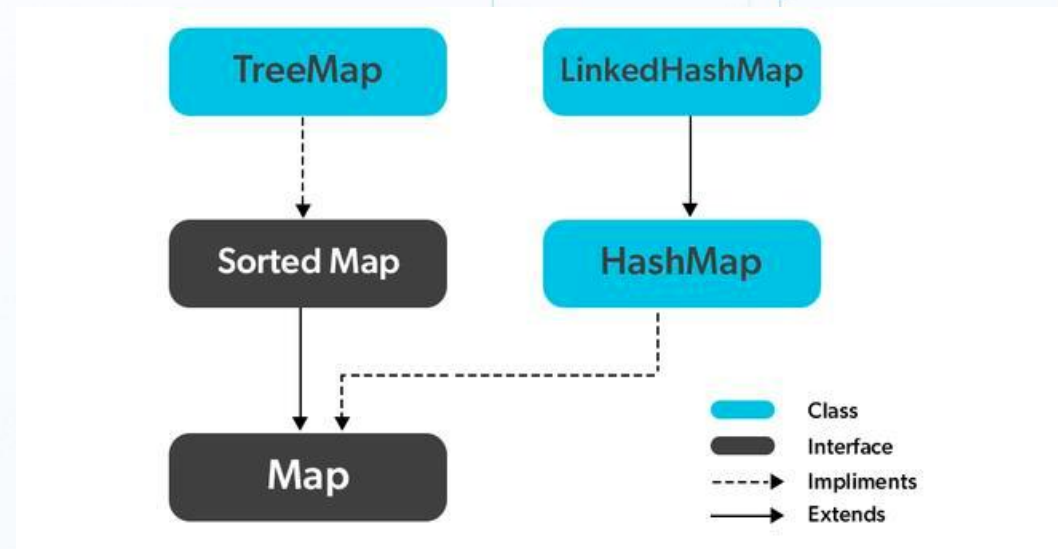 TreeMap
LinkedHashMap
Sorted Map
HashMap
Map
Class
Interface
Impliments
Extends